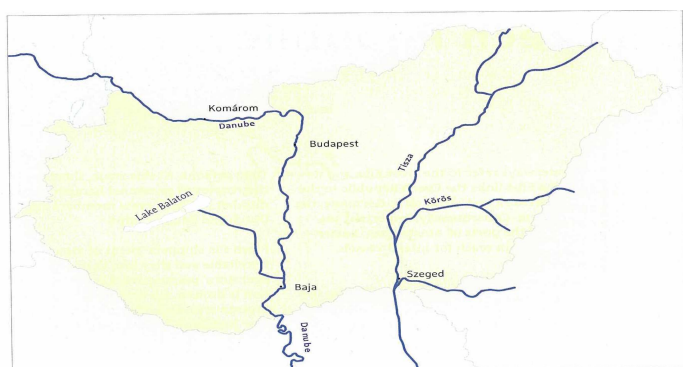 Komárom
Danube
Budapest
Tisza
Lake Balaton
Körös
Szeged
Baja
Danube